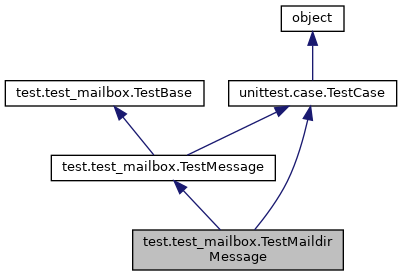 object
test.test_mailbox.TestBase
unittest.case.TestCase
test.test_mailbox.TestMessage
test.test_mailbox.TestMaildir
Message